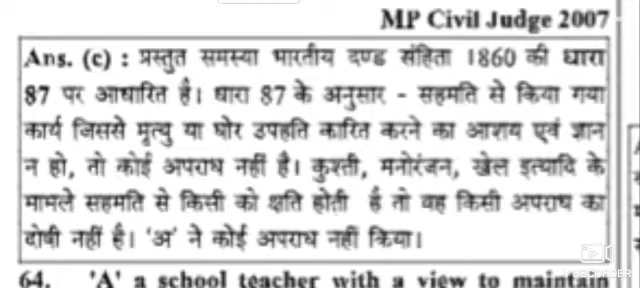 MP Civil Judge 2007
Ans. (c) : प्रस्तुत समस्या भारतीय दण्ड संहिता 1860 की धारा
87 पर आधारित है। धारा 87 के अनुसार - सहमति से किया गया
कार्य जिससे मृत्यु या घोर उपहति कारित करने का आशय एवं ज्ञान
न हो, तो कोई अपराध नहीं है। कुश्ती, मनोरंजन, खेल इत्यादि के
मामले सहमति से किसी को क्षति होती है तो वह किसी अपराध का
दोषी नहीं है। 'अ' ने कोई अपराध नहीं किया।
RECORDER
64. 'A' a school teacher with a view to maintain